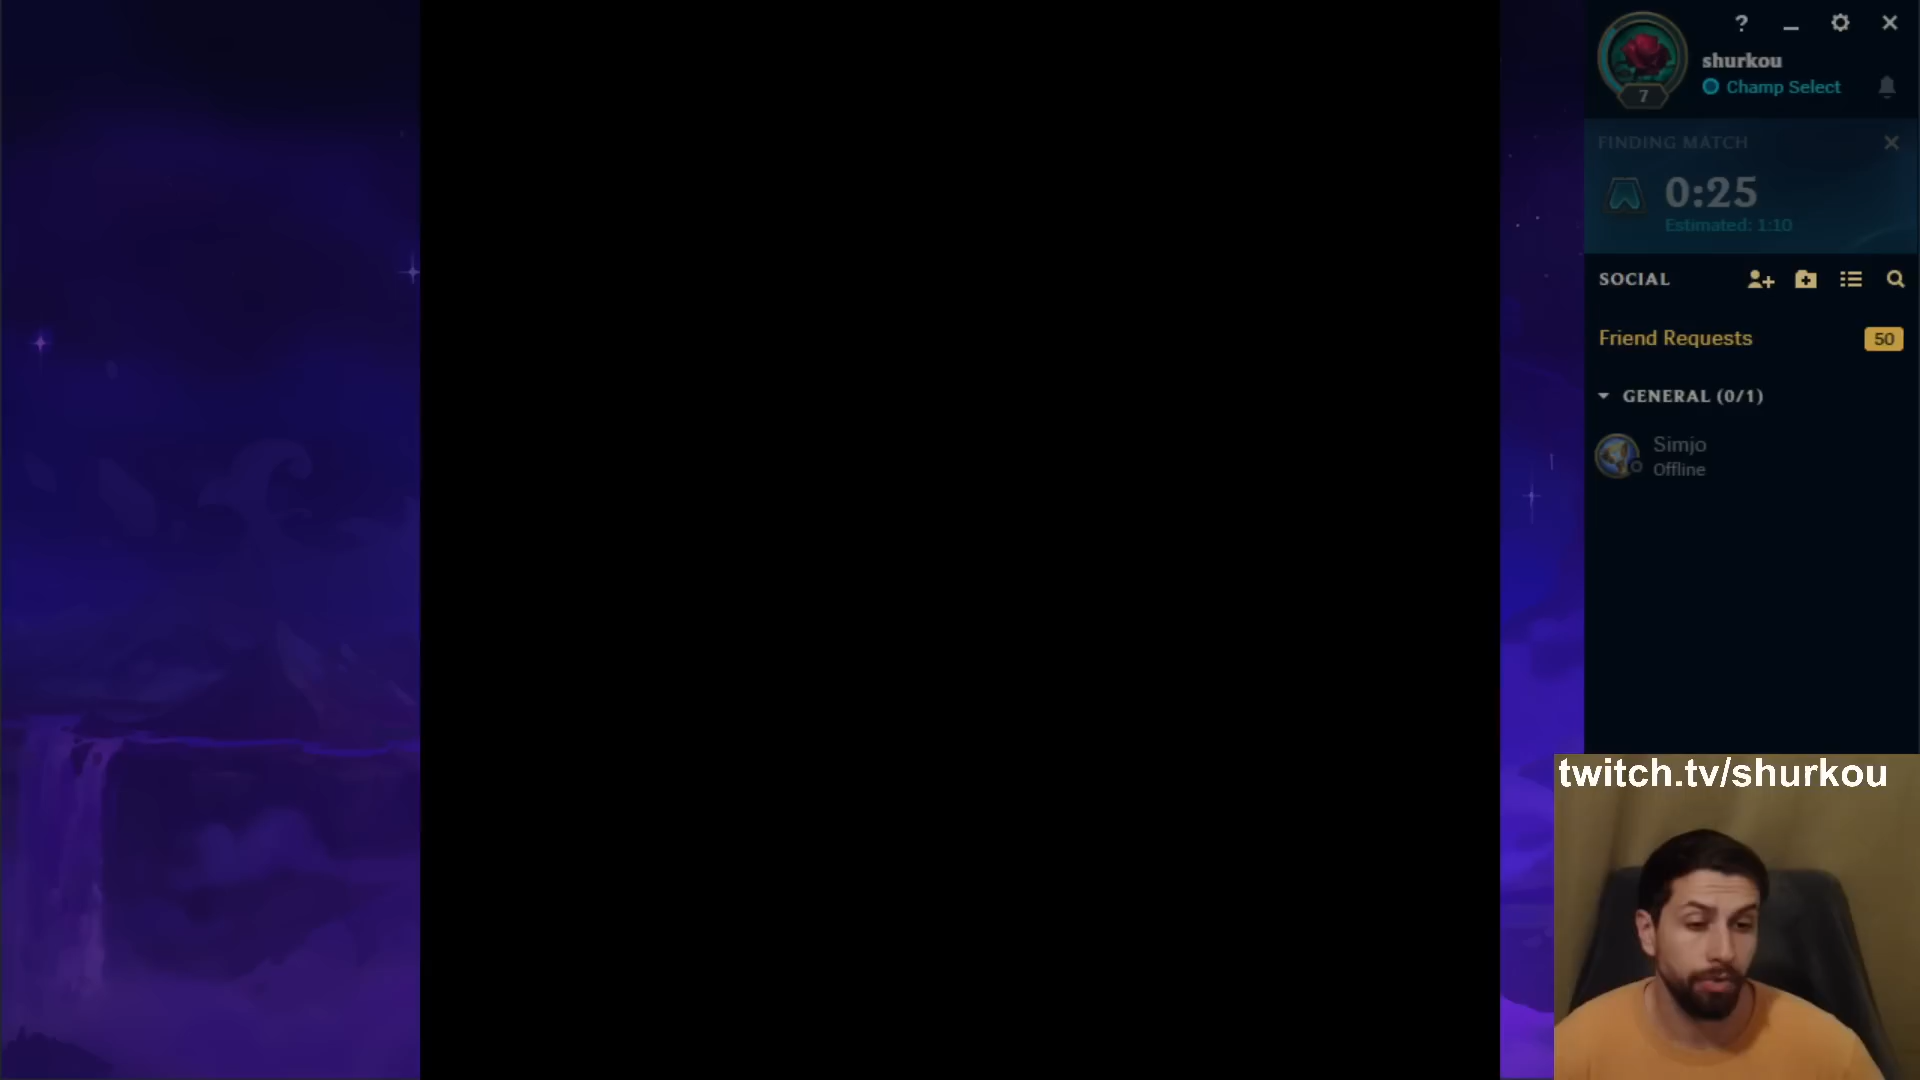 ?
shurkou
Champ Select
7
FINDING MATCH
0:25
Estimated: 1:10
SOCIAL
Friend Requests
50
GENERAL (0/1)
Simjo
Offline
twitch.tv/shurkou